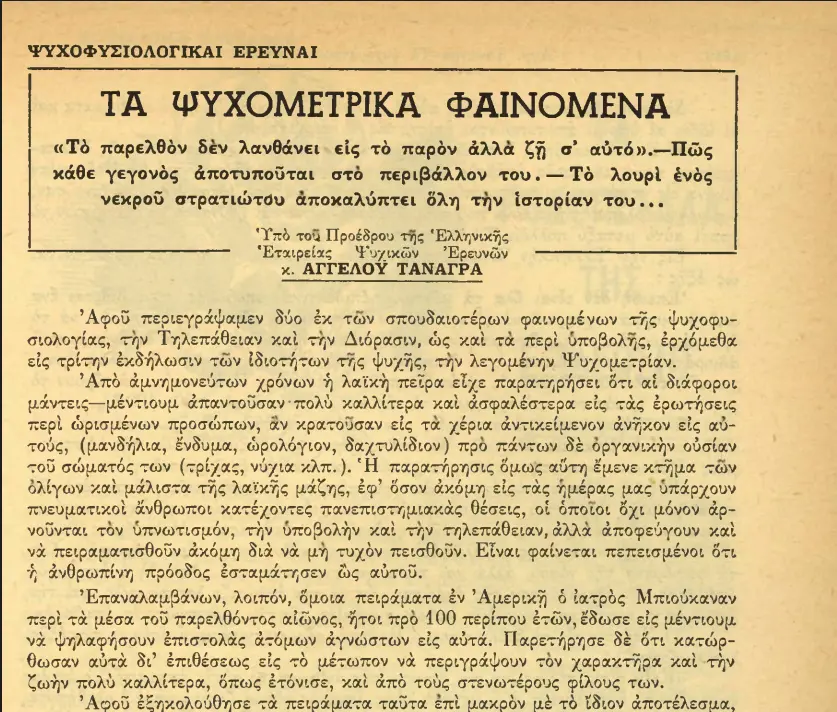 ΨΥΧΟΦΥΣΙΟΛΟΓΙΚΑΙ ΕΡΕΥΝΑΙ
ΤΑ ΨΥΧΟΜΕΤΡΙΚΑ ΦΑΙΝΟΜΕΝΑ
«Τὸ παρελθὸν δὲν λανθάνει εἰς τὸ παρὸν ἀλλὰ ζῇ σ' αὐτό».—Πῶς
κάθε γεγονὸς ἀποτυποῦται στὸ περιβάλλον του.—Τὸ λουρὶ ἑνὸς
νεκροῦ στρατιώτου ἀποκαλύπτει ὅλη τὴν ἱστορίαν του...
Ὑπὸ τοῦ Προέδρου τῆς Ἑλληνικῆς
Ἑταιρείας Ψυχικῶν Ἐρευνῶν
κ. ΑΓΓΕΛΟΥ ΤΑΝΑΓΡΑ
Ἀφοῦ περιεγράψαμεν δύο ἐκ τῶν σπουδαιοτέρων φαινομένων τῆς ψυχοφυ-
σιολογίας, τὴν Τηλεπάθειαν καὶ τὴν Διόρασιν, ὡς καὶ τὰ περὶ ὑποβολῆς, ἐρχόμεθα
εἰς τρίτην ἐκδήλωσιν τῶν ἰδιοτήτων τῆς ψυχῆς, τὴν λεγομένην Ψυχομετρίαν.
Ἀπὸ ἀμνημονεύτων χρόνων ἡ λαϊκὴ πεῖρα εἶχε παρατηρήσει ὅτι αἱ διάφοροι
μάντεις—μέντιουμ ἀπαντοῦσαν πολὺ καλλίτερα καὶ ἀσφαλέστερα εἰς τὰς ἐρωτήσεις
περὶ ὡρισμένων προσώπων, ἂν κρατοῦσαν εἰς τὰ χέρια ἀντικείμενον ἀνῆκον εἰς αὐ-
τούς, (μανδήλια, ἔνδυμα, ὡρολόγιον, δαχτυλίδιον) πρὸ πάντων δὲ ὀργανικὴν οὐσίαν
τοῦ σώματός των (τρίχας, νύχια κλπ.). Ἡ παρατήρησις ὅμως αὕτη ἔμενε κτῆμα τῶν
ὀλίγων καὶ μάλιστα τῆς λαϊκῆς μάζης, ἐφ' ὅσον ἀκόμη εἰς τὰς ἡμέρας μας ὑπάρχουν
πνευματικοὶ ἄνθρωποι κατέχοντες πανεπιστημιακὰς θέσεις, οἱ ὁποῖοι ὄχι μόνον ἀρ-
νοῦνται τὸν ὑπνωτισμόν, τὴν ὑποβολὴν καὶ τὴν τηλεπάθειαν, ἀλλὰ ἀποφεύγουν καὶ
νὰ πειραματισθοῦν ἀκόμη διὰ νὰ μὴ τυχὸν πεισθοῦν. Εἶναι φαίνεται πεπεισμένοι ὅτι
ἡ ἀνθρωπίνη πρόοδος ἐσταμάτησεν ὣς αὐτοῦ.
Ἐπαναλαμβάνων, λοιπόν, ὅμοια πειράματα ἐν Ἀμερικῇ ὁ ἰατρὸς Μπιούκαναν
περὶ τὰ μέσα τοῦ παρελθόντος αἰῶνος, ἤτοι πρὸ 100 περίπου ἐτῶν, ἔδωσε εἰς μέντιουμ
νὰ ψηλαφήσουν ἐπιστολὰς ἀτόμων ἀγνώστων εἰς αὐτά. Παρετήρησε δὲ ὅτι κατώρ-
θωσαν αὐτὰ δι' ἐπιθέσεως εἰς τὸ μέτωπον νὰ περιγράψουν τὸν χαρακτῆρα καὶ τὴν
ζωὴν πολὺ καλλίτερα, ὅπως ἐτόνισε, καὶ ἀπὸ τοὺς στενωτέρους φίλους των.
Ἀφοῦ ἐξηκολούθησε τὰ πειράματα ταῦτα ἐπὶ μακρὸν μὲ τὸ ἴδιον ἀποτέλεσμα,